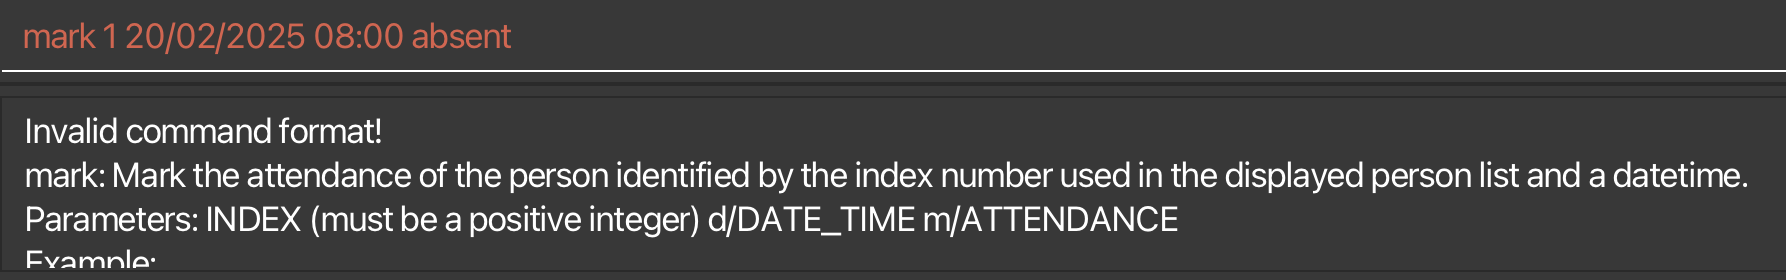 mark 1 20/02/2025 08:00 absent
Invalid command format!
mark: Mark the attendance of the person identified by the index number used in the displayed person list and a datetime.
Parameters: INDEX (must be a positive integer) d/DATE_TIME m/ATTENDANCE
Example: